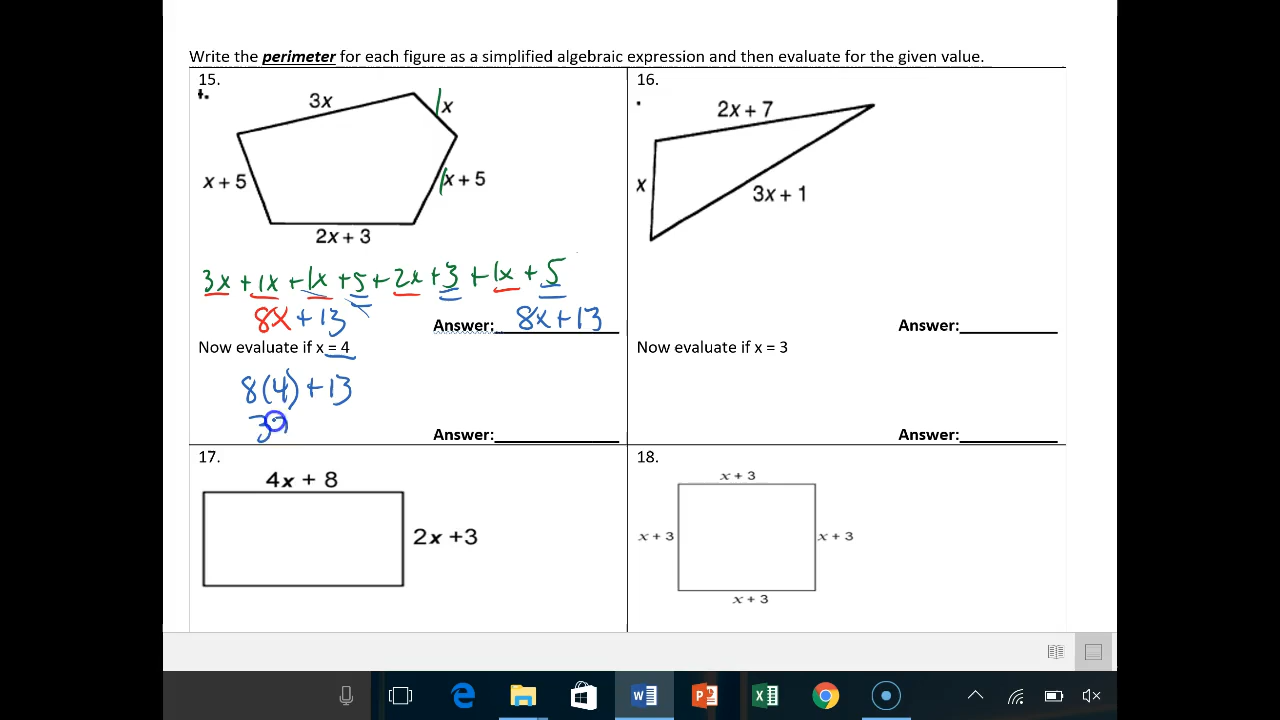 Write the perimeter for each figure as a simplified algebraic expression and then evaluate for the given value.
15.
3x
x
x + 5
x + 5
2x + 3
3x + 1x + 1x + 5 + 2x + 3 + 1x + 5
8x + 13
Answer: 8x + 13
Now evaluate if x = 4
8(4) + 13
Answer:
16.
2x + 7
x
3x + 1
Answer:
Now evaluate if x = 3
Answer:
17.
4x + 8
2x +3
18.
x + 3
x + 3
x + 3
x + 3